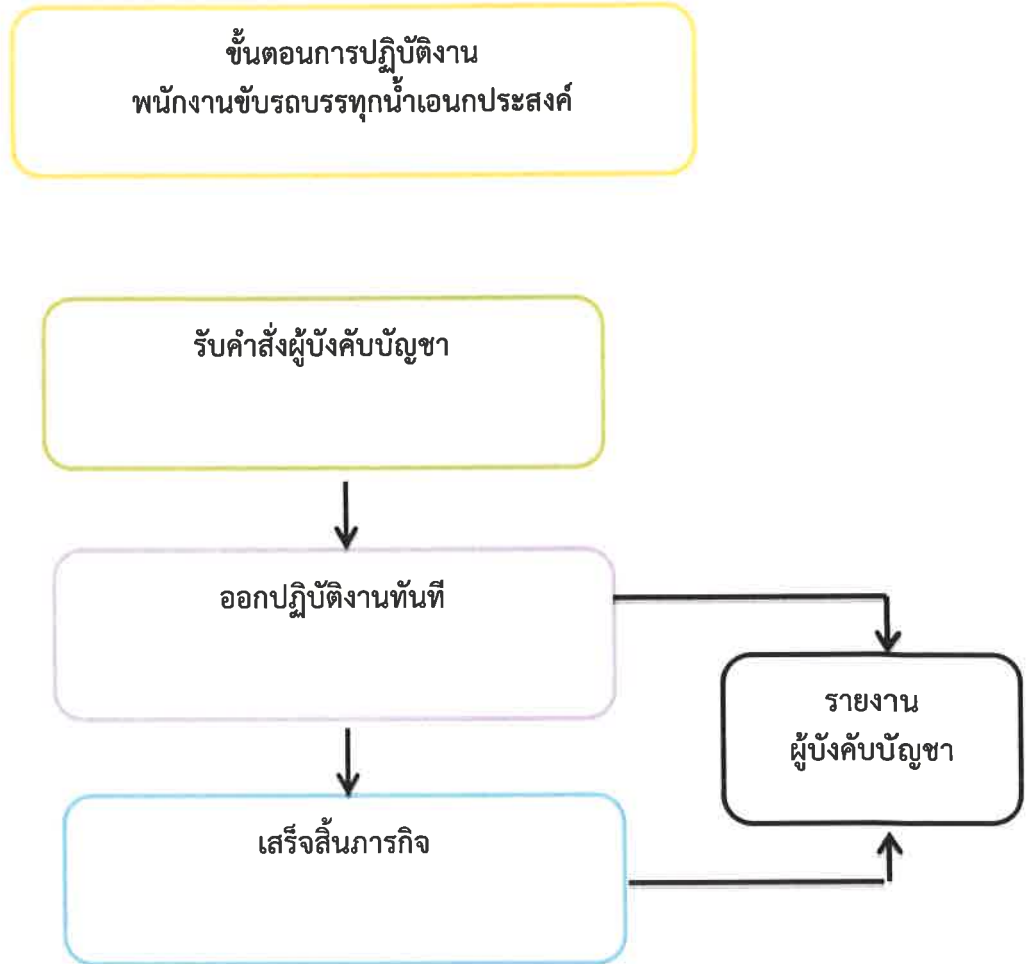 ขั้นตอนการปฏิบัติงาน
พนักงานขับรถบรรทุกน้ำเอนกประสงค์
รับคำสั่งผู้บังคับบัญชา
ออกปฏิบัติงานทันที
รายงาน
ผู้บังคับบัญชา
เสร็จสิ้นภารกิจ